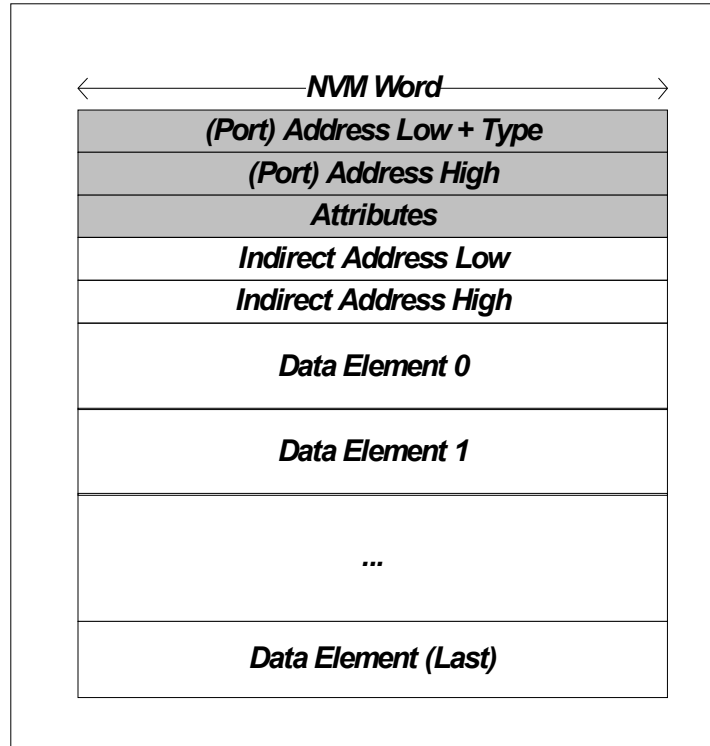 NVM Word
(Port) Address Low + Type
(Port) Address High
Attributes
Indirect Address Low
Indirect Address High
Data Element 0
Data Element 1
...
Data Element (Last)